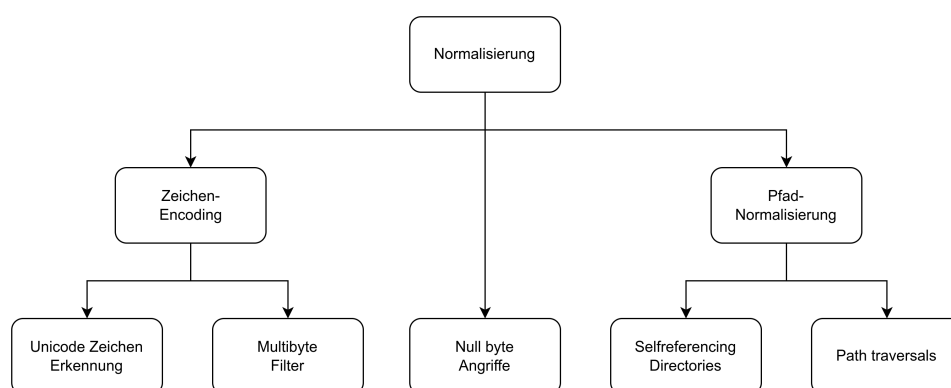 Normalisierung
Zeichen-
Encoding
Pfad-
Normalisierung
Unicode Zeichen
Erkennung
Multibyte
Filter
Null byte
Angriffe
Selfreferencing
Directories
Path traversals